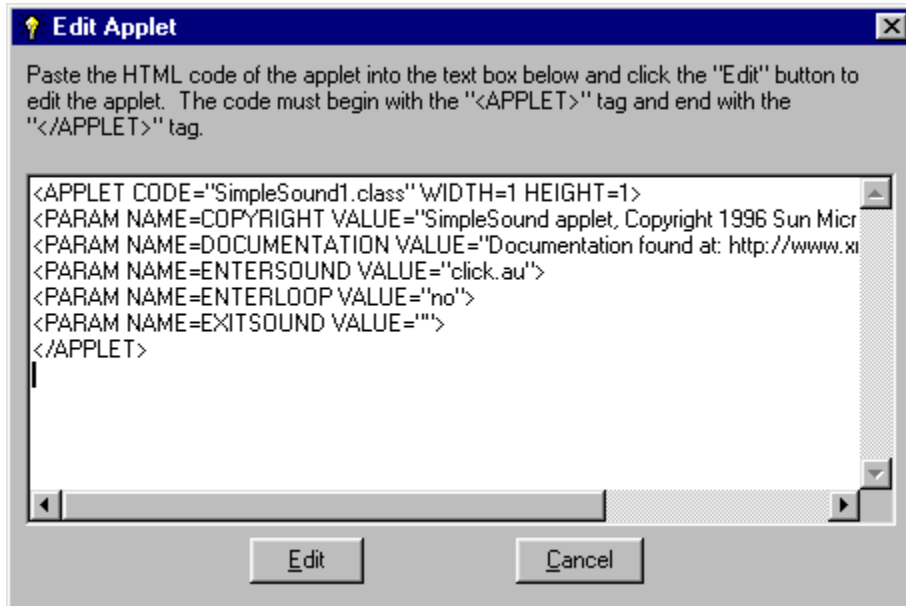 Edit Applet
Paste the HTML code of the applet into the text box below and click the "Edit" button to
edit the applet.  The code must begin with the "<APPLET>" tag and end with the
"</APPLET>" tag.
<APPLET CODE="SimpleSound1.class" WIDTH=1 HEIGHT=1>
<PARAM NAME=COPYRIGHT VALUE="SimpleSound applet, Copyright 1996 Sun Micr
<PARAM NAME=DOCUMENTATION VALUE="Documentation found at: http://www.x
<PARAM NAME=ENTERSOUND VALUE="click.au">
<PARAM NAME=ENTERLOOP VALUE="no">
<PARAM NAME=EXITSOUND VALUE="">
</APPLET>
Edit
Cancel